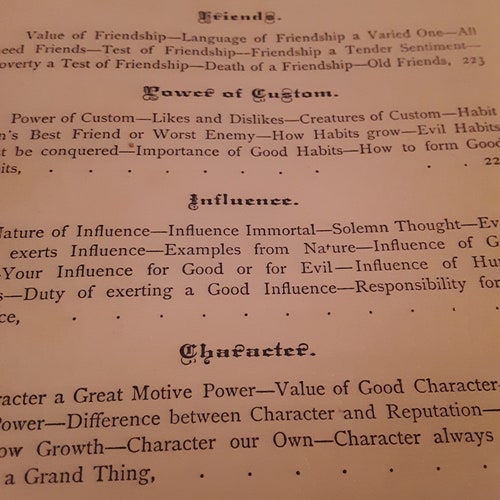 Friends.
Value of Friendship—Language of Friendship a Varied One—All
eed Friends—Test of Friendship—Friendship a Tender Sentiment—
overty a Test of Friendship—Death of a Friendship—Old Friends, 223
Power of Custom.
Power of Custom—Likes and Dislikes—Creatures of Custom—Habit
n's Best Friend or Worst Enemy—How Habits grow—Evil Habits
t be conquered—Importance of Good Habits—How to form Good
its, . . . . . . . . . 22
Influence.
Nature of Influence—Influence Immortal—Solemn Thought—Ev
exerts Influence—Examples from Nature—Influence of G
—Your Influence for Good or for Evil—Influence of Hu
s—Duty of exerting a Good Influence—Responsibility for
ce, . . . . . . . . . .
Character.
racter a Great Motive Power—Value of Good Character—
Power—Difference between Character and Reputation—
ow Growth—Character our Own—Character always
a Grand Thing, . . . . . . .